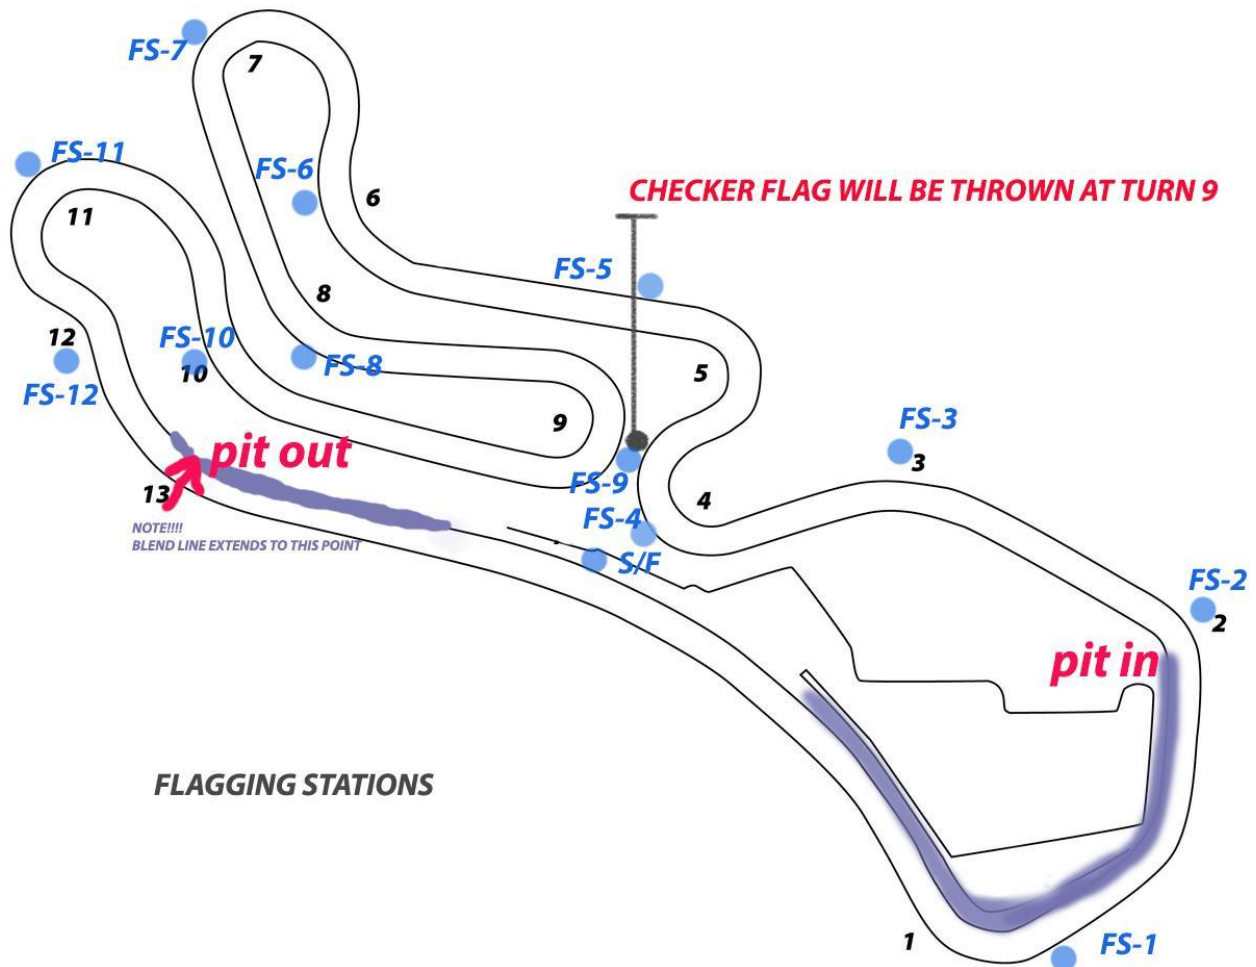 FS-7
7
FS-11
FS-6
11
6
CHECKER FLAG WILL BE THROWN AT TURN 9
FS-5
8
12
FS-10
10
FS-8
5
FS-12
9
FS-3
3
pit out
13
FS-9
4
FS-4
NOTE!!!!
BLEND LINE EXTENDS TO THIS POINT
S/F
FS-2
2
pit in
FLAGGING STATIONS
1
FS-1